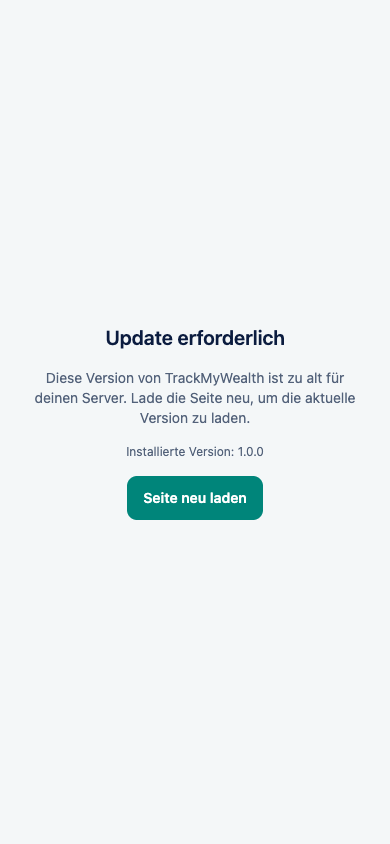 Update erforderlich
Diese Version von TrackMyWealth ist zu alt für
deinen Server. Lade die Seite neu, um die aktuelle
Version zu laden.
Installierte Version: 1.0.0
Seite neu laden